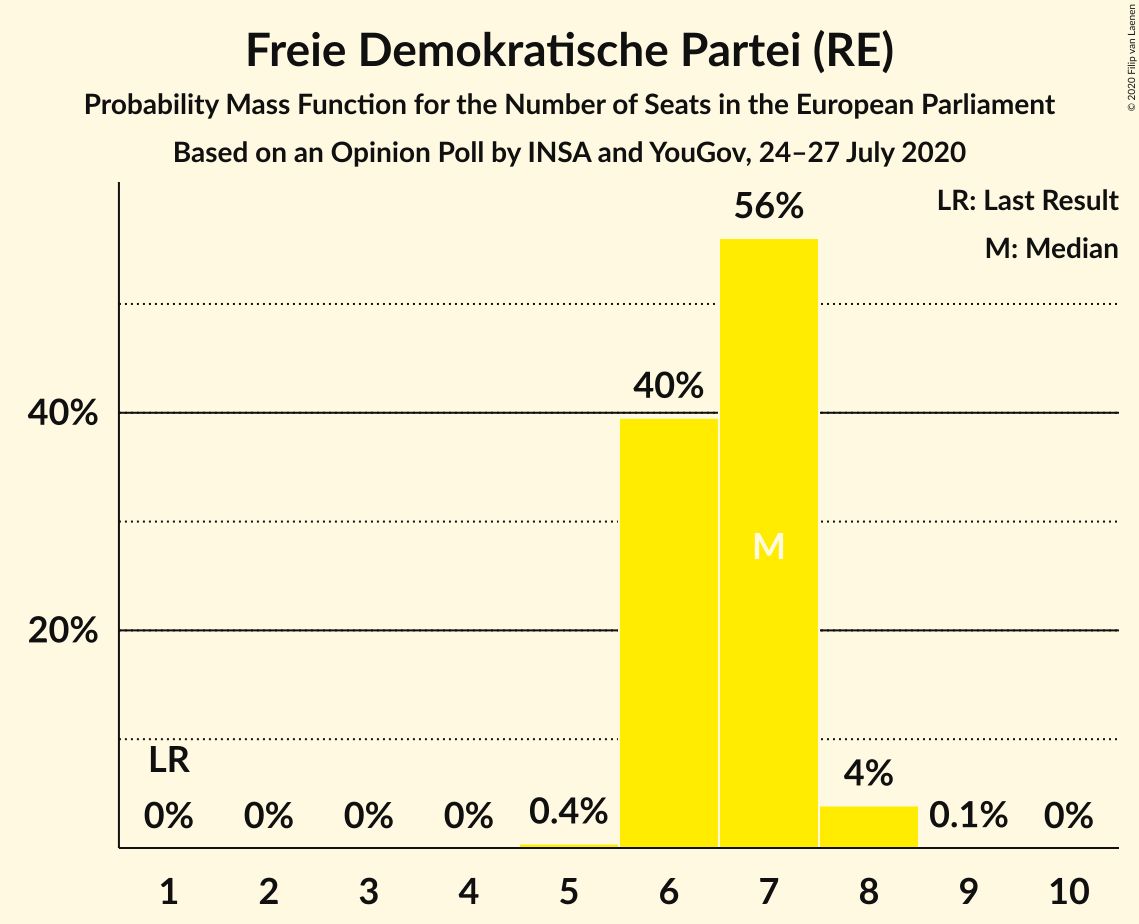 Freie Demokratische Partei (RE)
Probability Mass Function for the Number of Seats in the European Parliament
Based on an Opinion Poll by INSA and YouGov, 24–27 July 2020
© 2020 Filip van Laenen
LR: Last Result
M: Median
56%
40%
40%
M
20%
LR
0%
0%
0%
0%
0.4%
4%
0.1%
0%
1 2 3 4 5 6 7 8 9 10